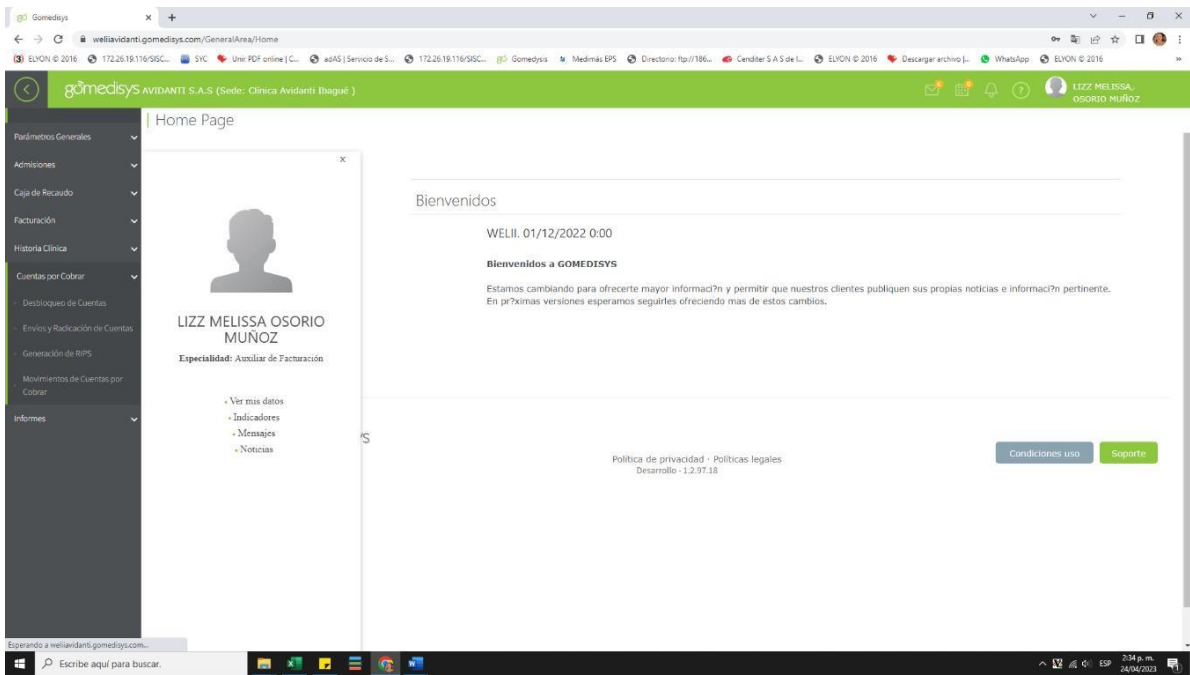 Gomedisys
weliiavidanti.gomedisys.com/GeneralArea/Home
ELYON © 2016 172.26.19.116/SISC... SYC Unir PDF online | C... adAS | Servicio de S... 172.26.19.116/SISC... Gomedysis Medimás EPS Directorio: ftp://186... Cenditer S A S de I... ELYON © 2016 Descargar archivo |... WhatsApp ELYON © 2016 »
gomedisys AVIDANTI S.A.S (Sede: Clínica Avidanti Ibagué )
LIZZ MELISSA,
OSORIO MUÑOZ
Home Page
Parámetros Generales
Admisiones
Caja de Recaudo
Facturación
Historia Clínica
Cuentas por Cobrar
Desbloqueo de Cuentas
Envíos y Radicación de Cuentas
Generación de RIPS
Movimientos de Cuentas por
Cobrar
Informes
x
LIZZ MELISSA OSORIO
MUÑOZ
Especialidad: Auxiliar de Facturación
Ver mis datos
Indicadores
Mensajes
Noticias
Bienvenidos
WELII. 01/12/2022 0:00
Bienvenidos a GOMEDISYS
Estamos cambiando para ofrecerte mayor informaci?n y permitir que nuestros clientes publiquen sus propias noticias e informaci?n pertinente.
En pr?ximas versiones esperamos seguirles ofreciendo mas de estos cambios.
YS
Política de privacidad · Políticas legales
Desarrollo - 1.2.97.18
Condiciones uso
Soporte
Esperando a weliiavidanti.gomedisys.com...
Escribe aquí para buscar.
ESP
2:34 p. m.
24/04/2023